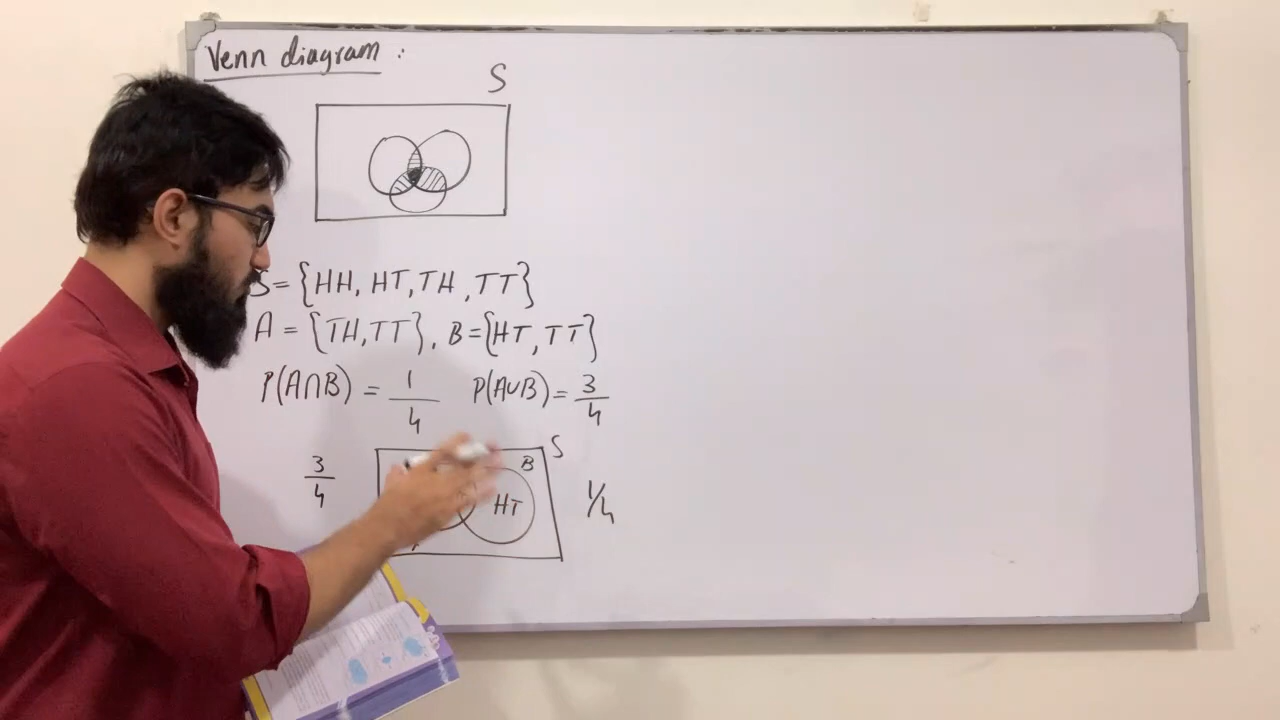 Venn diagram :
S
S = {HH, HT, TH, TT}
A = {TH, TT}, B = {HT, TT}
P(A∩B) = 1/4 P(A∪B) = 3/4
S
3/4 B 1/4
HT